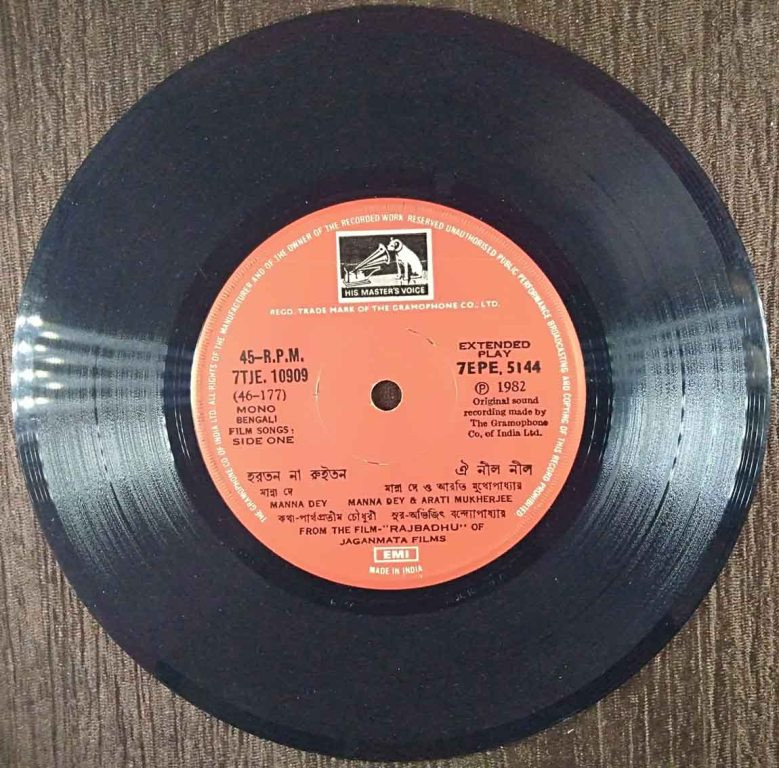 THE GRAMOPHONE CO OF INDIA LTD. ALL RIGHTS OF THE MANUFACTURER AND OF THE OWNER OF THE RECORDED WORK RESERVED UNAUTHORISED PUBLIC PERFORMANCE BROADCASTING AND COPYING OF THIS RECORD PROHIBITED
HIS MASTER'S VOICE
REGD. TRADE MARK OF THE GRAMOPHONE CO., LTD.
45-R.P.M.
7TJE. 10909
(46-177)
MONO
BENGALI
FILM SONGS:
SIDE ONE
EXTENDED
PLAY
7EPE, 5144
Ⓟ 1982
Original sound
recording made by
The Gramophone
Co, of India Ltd.
হরতন না রুইতন ঐ নীল নীল
মান্না দে মান্না দে ও আরতি মুখোপাধ্যায়
MANNA DEY MANNA DEY & ARATI MUKHERJEE
কথা-পার্থপ্রতীম চৌধুরী সুর-অভিজিৎ বন্দ্যোপাধ্যায়
FROM THE FILM-"RAJBADHU" OF
JAGANMATA FILMS
EMI
MADE IN INDIA